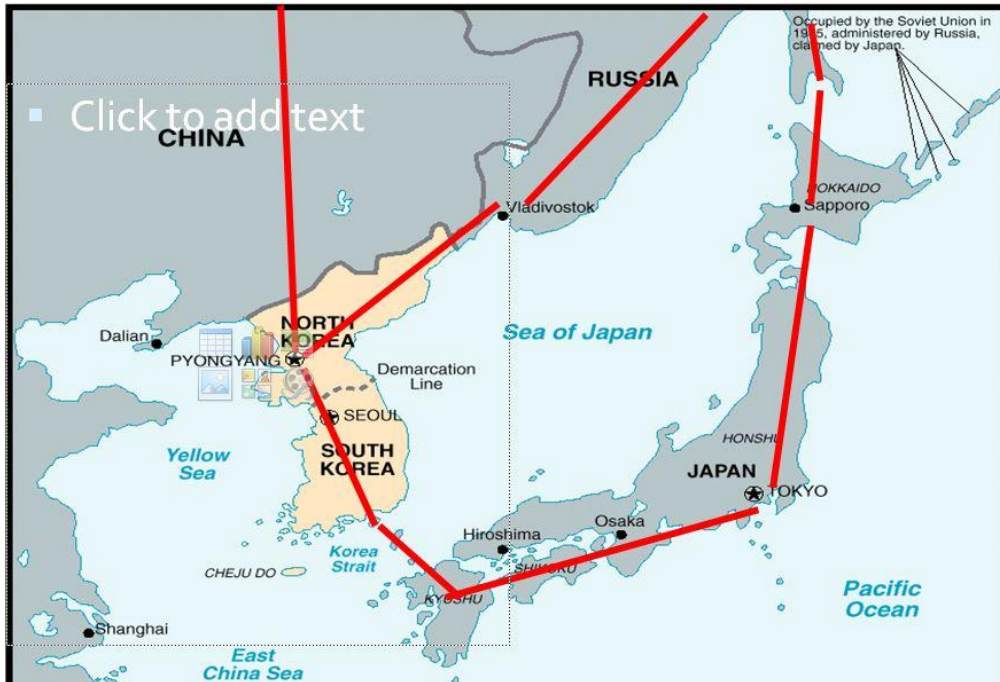 Occupied by the Soviet Union in
1945, administered by Russia,
claimed by Japan.
RUSSIA
Click to add text
CHINA
HOKKAIDO
Vladivostok
Sapporo
NORTH
KOREA
Dalian
Sea of Japan
PYONGYANG
Demarcation
Line
SEOUL
HONSHU
Yellow
Sea
SOUTH
KOREA
JAPAN
TOKYO
Osaka
Hiroshima
Korea
Strait
SHIKOKU
CHEJU DO
Pacific
Ocean
KYUSHU
Shanghai
East
China Sea